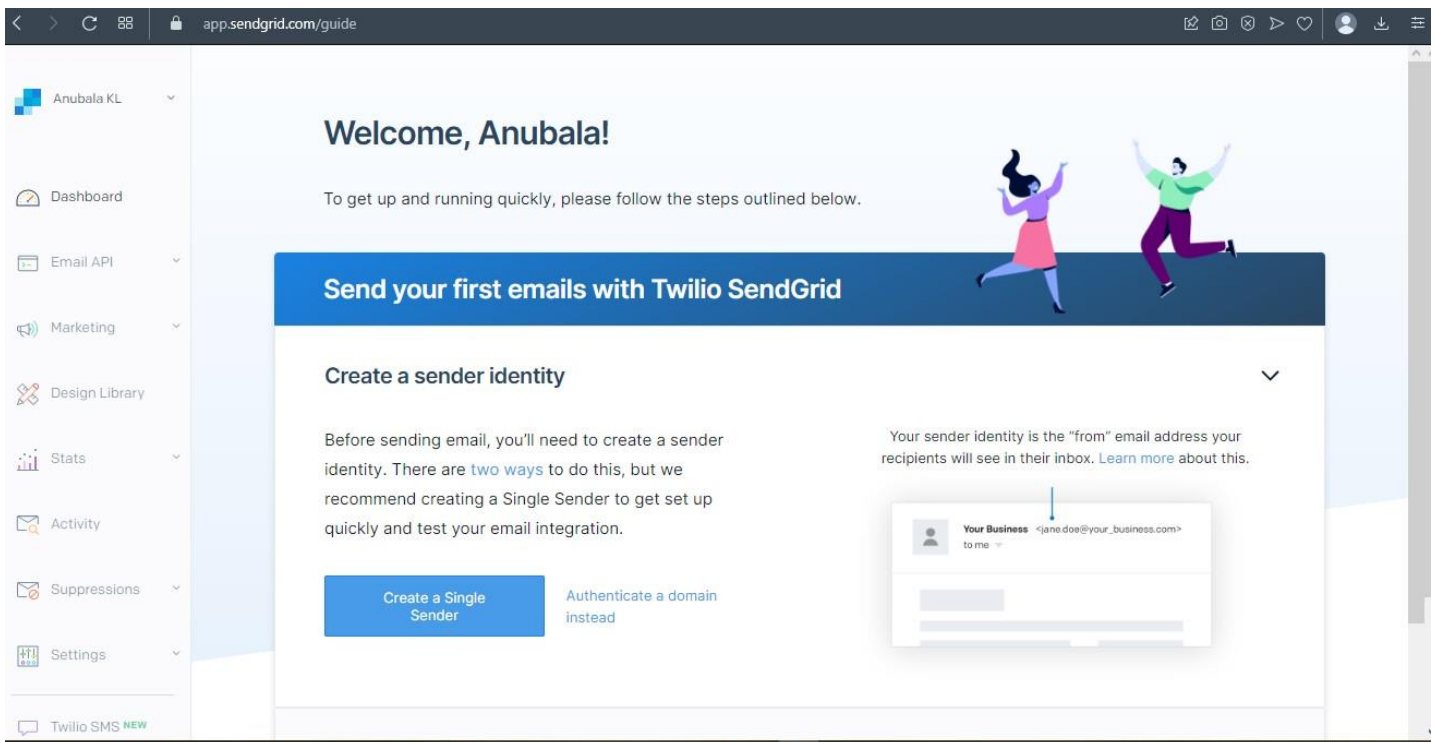 app.sendgrid.com/guide
Anubala KL
Dashboard
Email API
Marketing
Design Library
Stats
Activity
Suppressions
Settings
Twilio SMS NEW
Welcome, Anubala!
To get up and running quickly, please follow the steps outlined below.
Send your first emails with Twilio SendGrid
Create a sender identity
Before sending email, you'll need to create a sender
identity. There are two ways to do this, but we
recommend creating a Single Sender to get set up
quickly and test your email integration.
Create a Single
Sender
Authenticate a domain
instead
Your sender identity is the "from" email address your
recipients will see in their inbox. Learn more about this.
Your Business <jane.doe@your_business.com>
to me